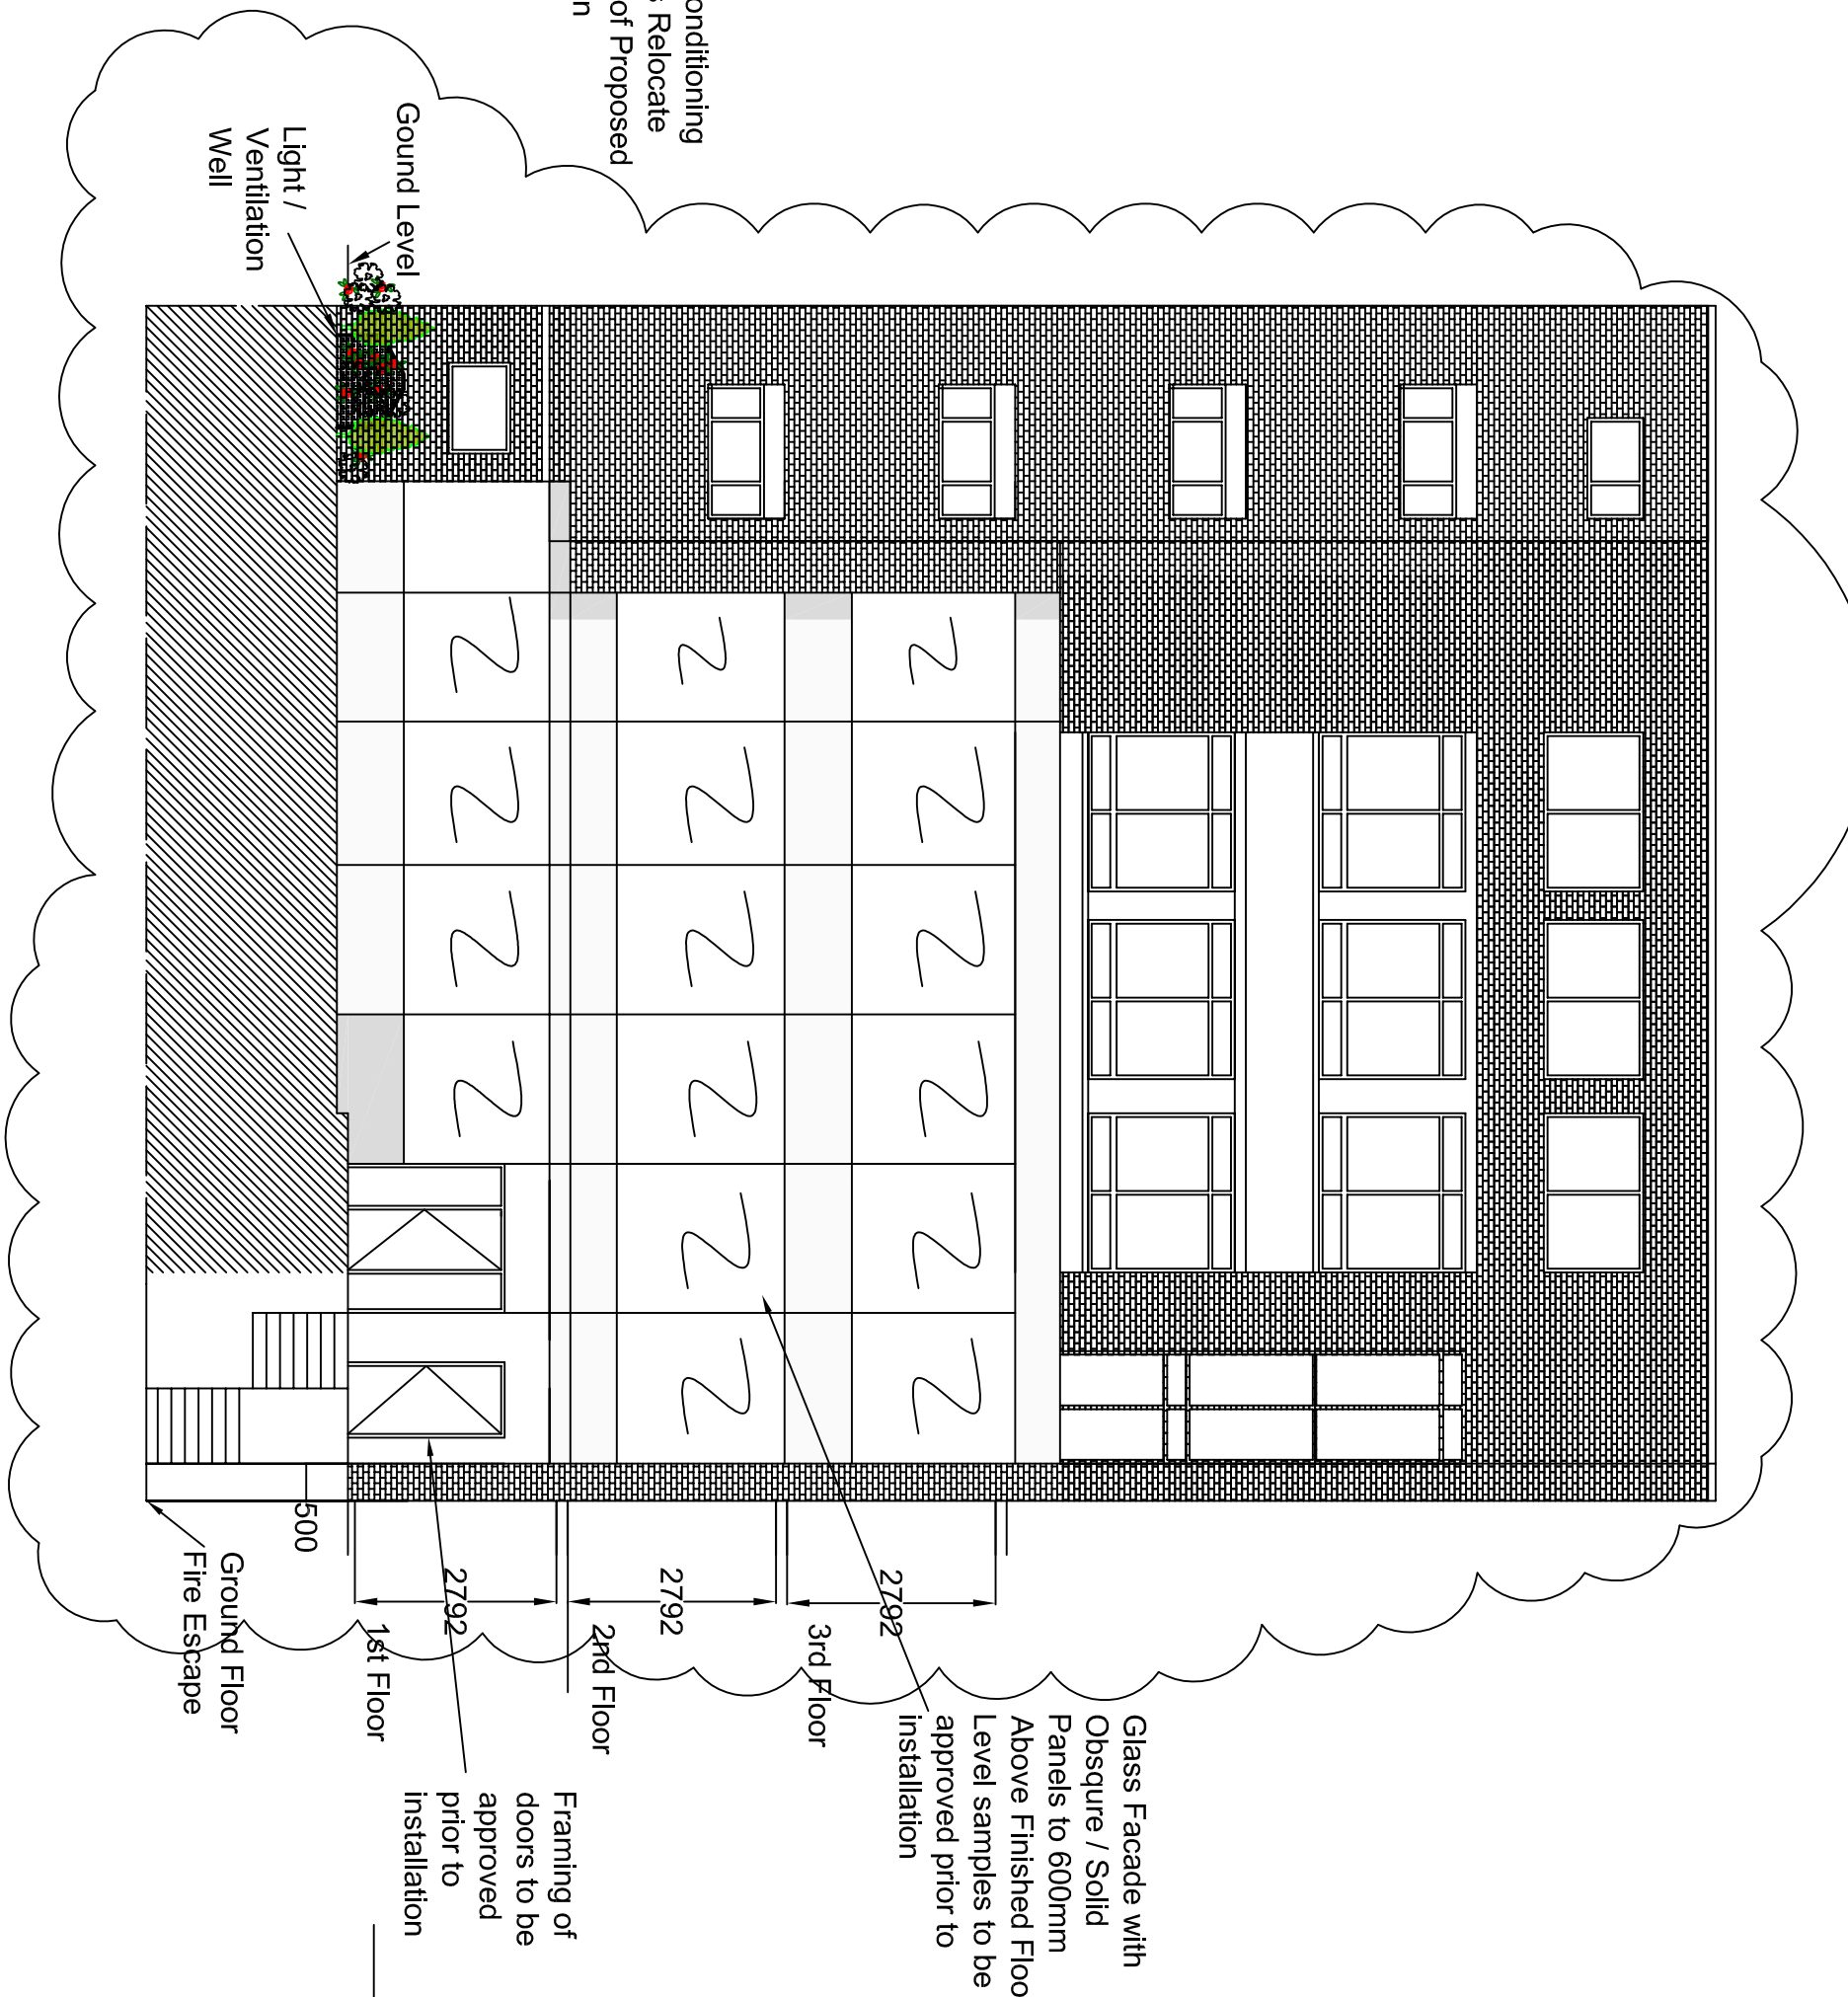 onditioning
s Relocate
of Proposed
n
Gound Level
Light /
Ventilation
Well
Glass Facade with
Obsqure / Solid
Panels to 600mm
Above Finished Floo
Level samples to be
approved prior to
installation
3rd Floor
2792
2nd Floor
2792
1st Floor
2792
Framing of
doors to be
approved
prior to
installation
500
Ground Floor
Fire Escape